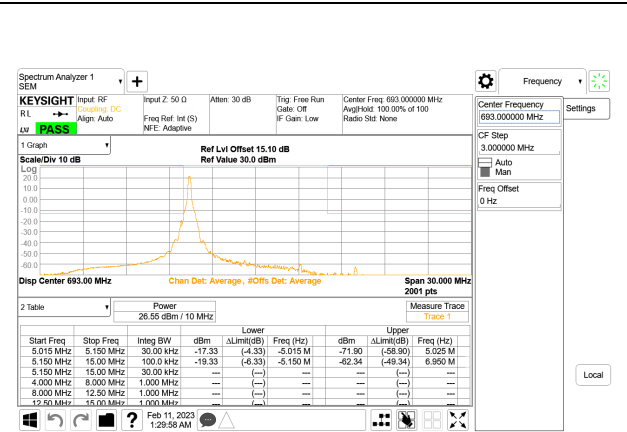 Spectrum Analyzer 1
SEM
Frequency
KEYSIGHT Input: RF Input Z: 50 Ω Atten: 30 dB Trig: Free Run Center Freq: 693.000000 MHz
R L Coupling: DC Gate: Off Avg|Hold: 100.00% of 100
Align: Auto Freq Ref: Int (S) IF Gain: Low Radio Std: None
LW PASS NFE: Adaptive
Center Frequency
693.000000 MHz
Settings
CF Step
3.000000 MHz
Auto
Man
Freq Offset
0 Hz
1 Graph
Ref Lvl Offset 15.10 dB
Scale/Div 10 dB Ref Value 30.0 dBm
Log
20.0
10.0
0.00
-10.0
-20.0
-30.0
-40.0
-50.0
-60.0
Disp Center 693.00 MHz Chan Det: Average , #Offs Det: Average Span 30.000 MHz
2001 pts
2 Table
Power
26.55 dBm / 10 MHz
Measure Trace
Trace 1
Lower Upper
Start Freq Stop Freq Integ BW dBm ΔLimit(dB) Freq (Hz) dBm ΔLimit(dB) Freq (Hz)
5.015 MHz 5.150 MHz 30.00 kHz -17.33 (-4.33) -5.015 M -71.90 (-58.90) 5.025 M
5.150 MHz 15.00 MHz 100.0 kHz -19.33 (-6.33) -5.150 M -62.34 (-49.34) 6.950 M
5.150 MHz 15.00 MHz 30.00 kHz --- (---) --- --- (---) ---
4.000 MHz 8.000 MHz 1.000 MHz --- (---) --- --- (---) ---
8.000 MHz 12.50 MHz 1.000 MHz --- (---) --- --- (---) ---
12.50 MHz 15.00 MHz 1.000 MHz --- (---) --- --- (---) ---
Local
Feb 11, 2023
1:29:58 AM